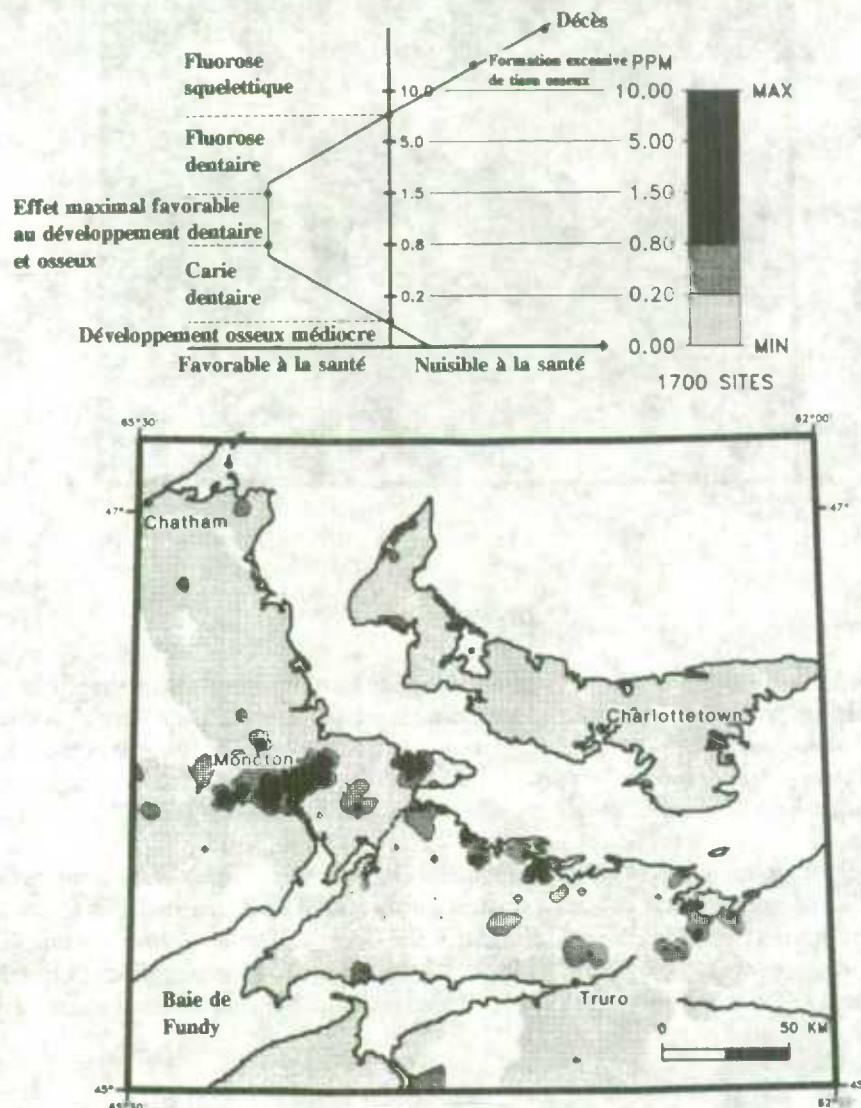 Décès
Fluorose
squelettique
Formation excessive
de tissu osseux
PPM
10.0
10.00
MAX
Fluorose
dentaire
5.0
5.00
1.5
1.50
Effet maximal favorable
au développement dentaire
et osseux
0.8
0.80
Carie
dentaire
0.2
0.20
Développement osseux médiocre
0.00
MIN
Favorable à la santé
Nuisible à la santé
1700 SITES
62°00'
47°
47°
Chatham
Charlottetown
Moncton
Baie de
Fundy
Truro
0
50 KM
45°